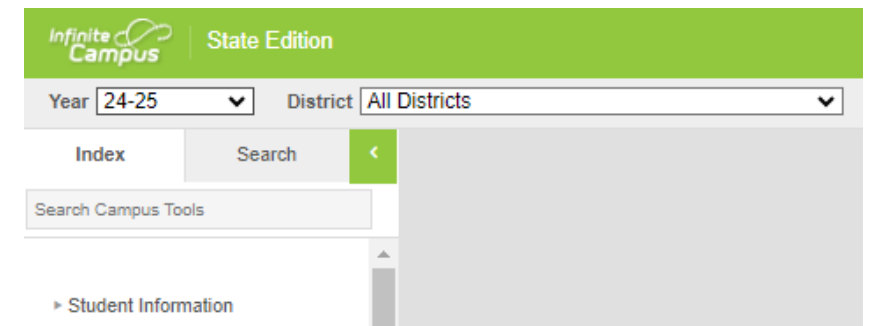 Infinite
Campus
State Edition
Year 24-25 District All Districts
Index Search
Search Campus Tools
Student Information